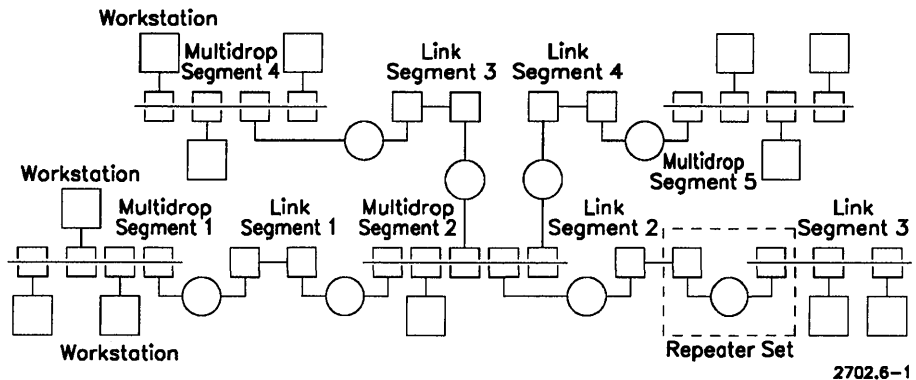 Workstation
Multidrop
Segment 4
Link
Segment 3
Link
Segment 4
Multidrop
Segment 5
Workstation
Multidrop
Segment 1
Link
Segment 1
Multidrop
Segment 2
Link
Segment 2
Link
Segment 3
Workstation
Repeater Set
2702.6-1